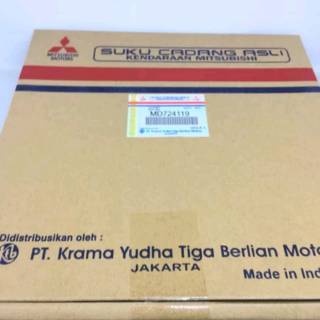 MITSUBISHI
MOTORS
SUKU CADANG ASLI
KENDARAAN MITSUBISHI
MD724119
Didistribusikan oleh :
PT. Krama Yudha Tiga Berlian Moto
JAKARTA
Made in Ind